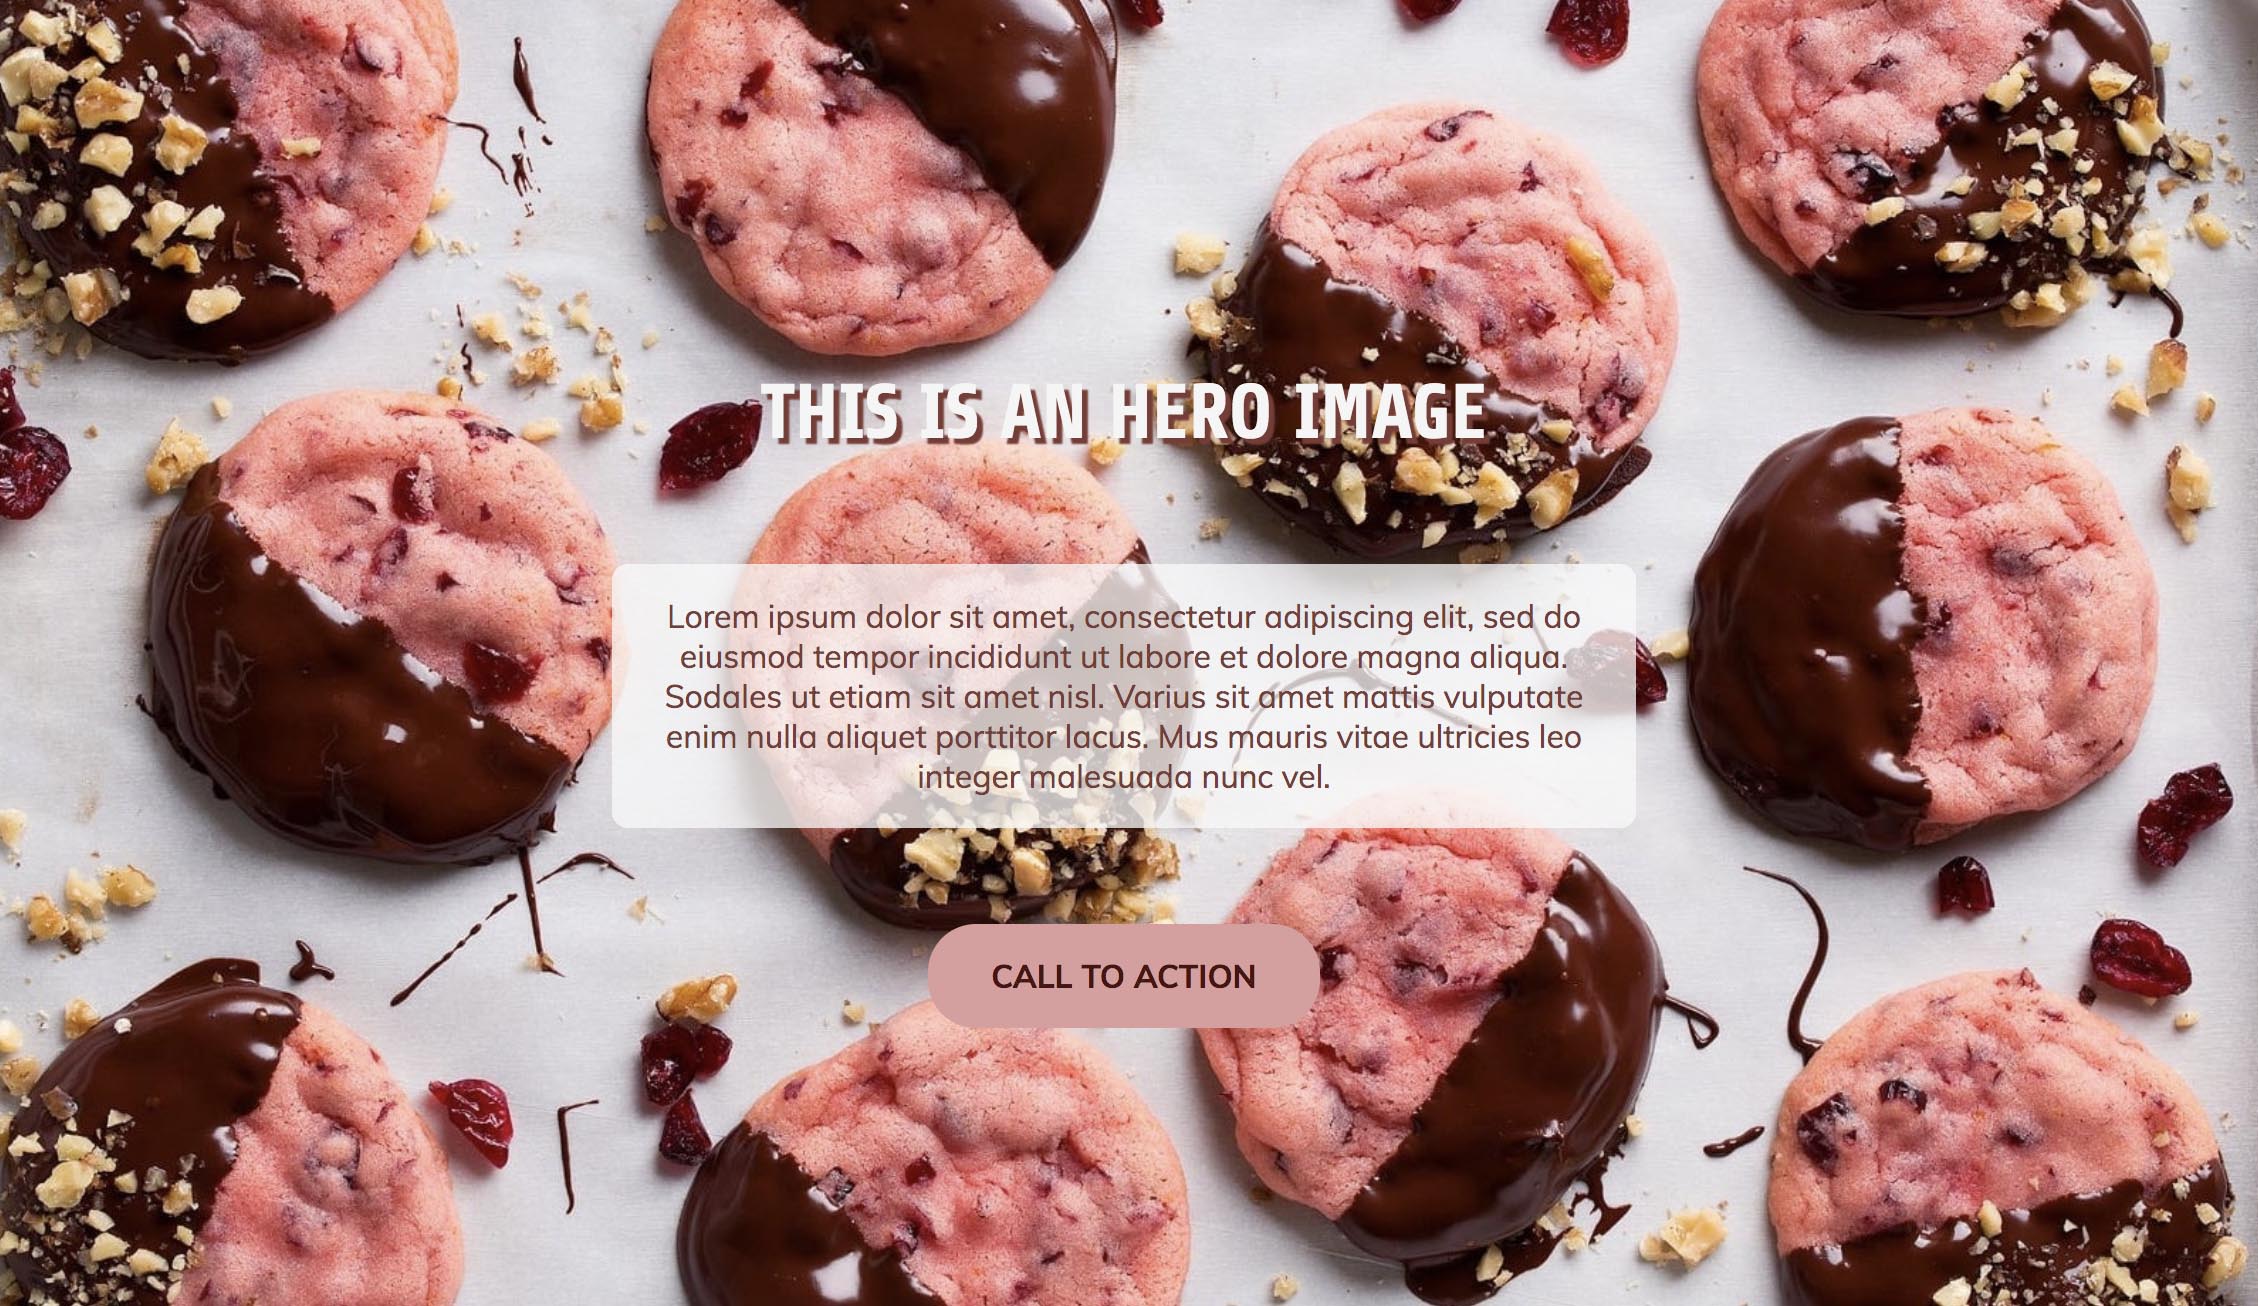 THIS IS AN HERO IMAGE
Lorem ipsum dolor sit amet, consectetur adipiscing elit, sed do
eiusmod tempor incididunt ut labore et dolore magna aliqua.
Sodales ut etiam sit amet nisl. Varius sit amet mattis vulputate
enim nulla aliquet porttitor lacus. Mus mauris vitae ultricies leo
integer malesuada nunc vel.
CALL TO ACTION